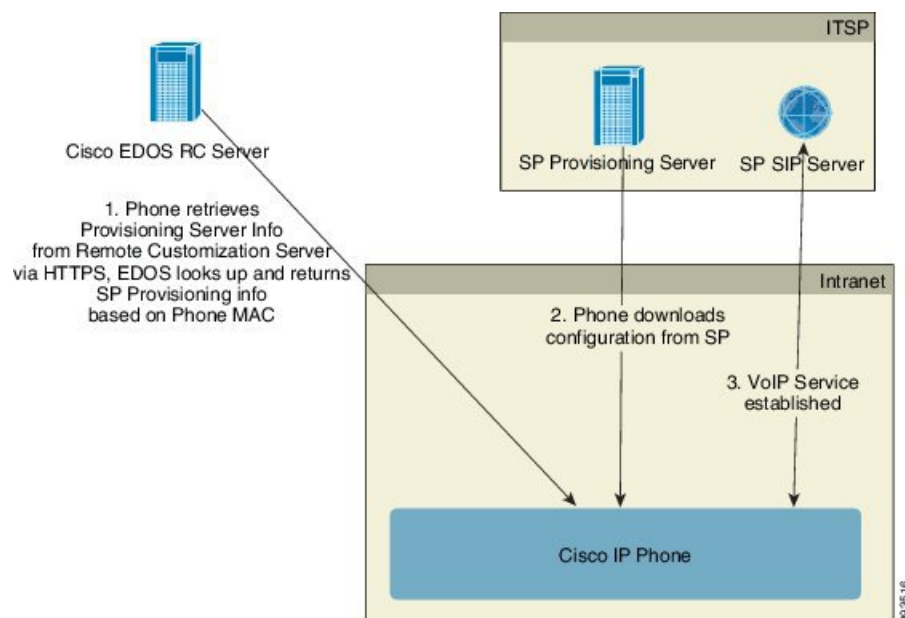 ITSP
Cisco EDOS RC Server
SP Provisioning Server
SP SIP Server
1. Phone retrieves
Provisioning Server Info
from Remote Customization Server
via HTTPS, EDOS looks up and returns
SP Provisioning info
based on Phone MAC
Intranet
2. Phone downloads
configuration from SP
3. VoIP Service
established
Cisco IP Phone